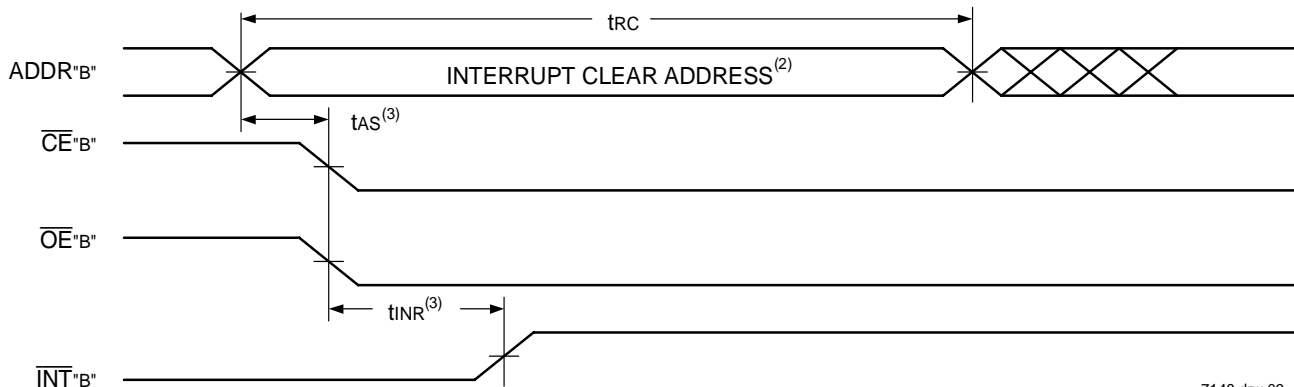 tRC
ADDR"B"
INTERRUPT CLEAR ADDRESS(2)
tAS(3)
CE"B"
OE"B"
tINR(3)
INT"B"